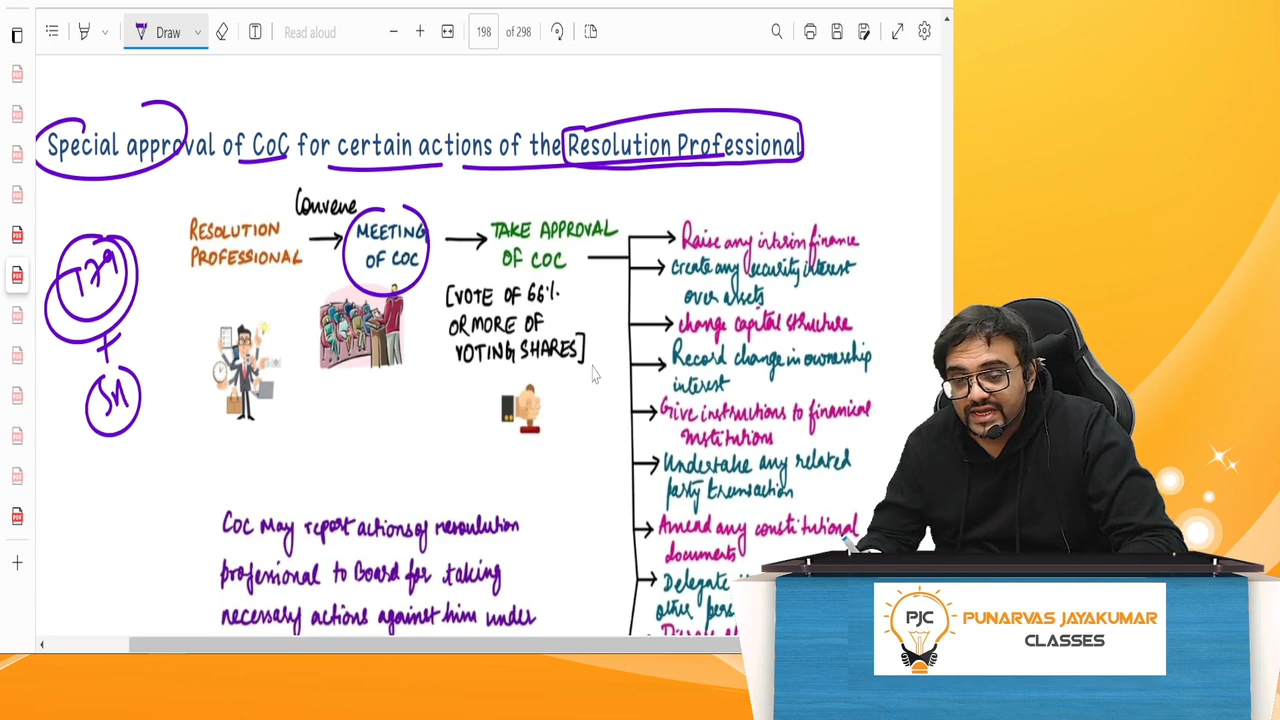 Draw
Read aloud
198 of 298
Special approval of CoC for certain actions of the Resolution Professional
Convene
RESOLUTION
PROFESSIONAL
MEETING
OF COC
TAKE APPROVAL
OF COC
[VOTE OF 66%
OR MORE OF
VOTING SHARES]
Raise any interim finance
Create any security interest
over assets
change capital structure
Record change in ownership
interest
Give instructions to financial
Institutions
Undertake any related
party transaction
Amend any constitutional
documents
Delegate
other
CoC may report actions of resoulution
professional to Board for taking
necessary actions against him under
PJC
PUNARVAS JAYAKUMAR
CLASSES